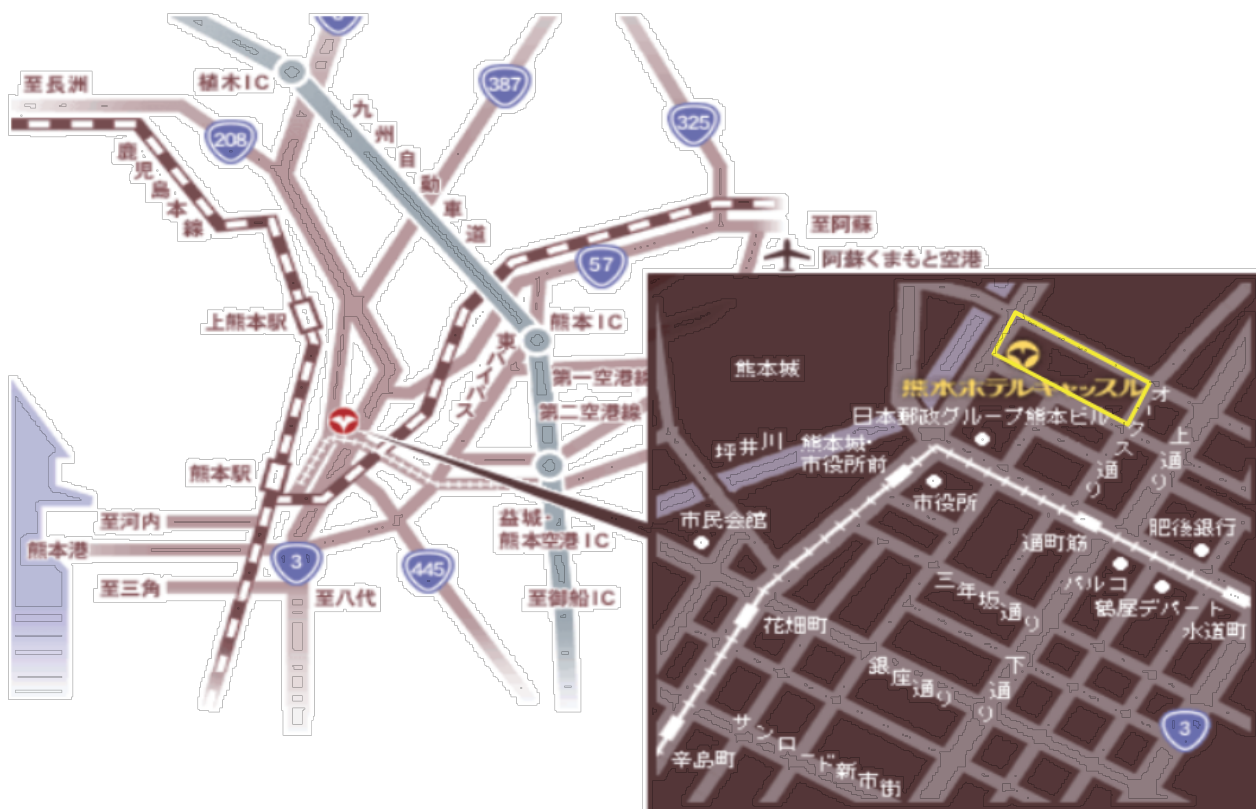 3
植木IC
至長洲
387
208
325
九州自動車道
鹿児島本線
至阿蘇
57
阿蘇くまもと空港
上熊本駅
熊本IC
東バイパス
第一空港線
第二空港線
熊本駅
益城・
熊本空港IC
至河内
熊本港
3
445
至三角
至八代
至御船IC
熊本城
熊本ホテルキャッスル
日本郵政グループ熊本ビル
オークス通り
上通り
坪井川
熊本城・
市役所前
市役所
市民会館
通町筋
肥後銀行
パルコ
鶴屋デパート
水道町
三年坂通り
花畑町
銀座通り
下通り
3
サンロード新市街
辛島町